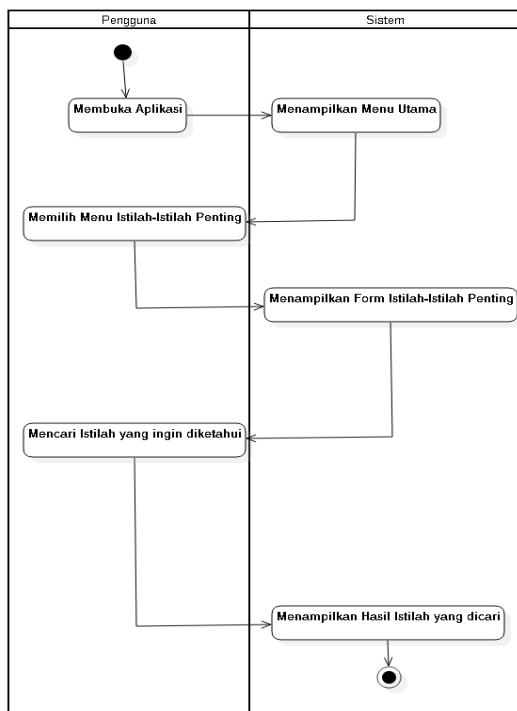 Pengguna
Sistem
Membuka Aplikasi
Menampilkan Menu Utama
Memilih Menu Istilah-Istilah Penting
Menampilkan Form Istilah-Istilah Penting
Mencari Istilah yang ingin diketahui
Menampilkan Hasil Istilah yang dicari